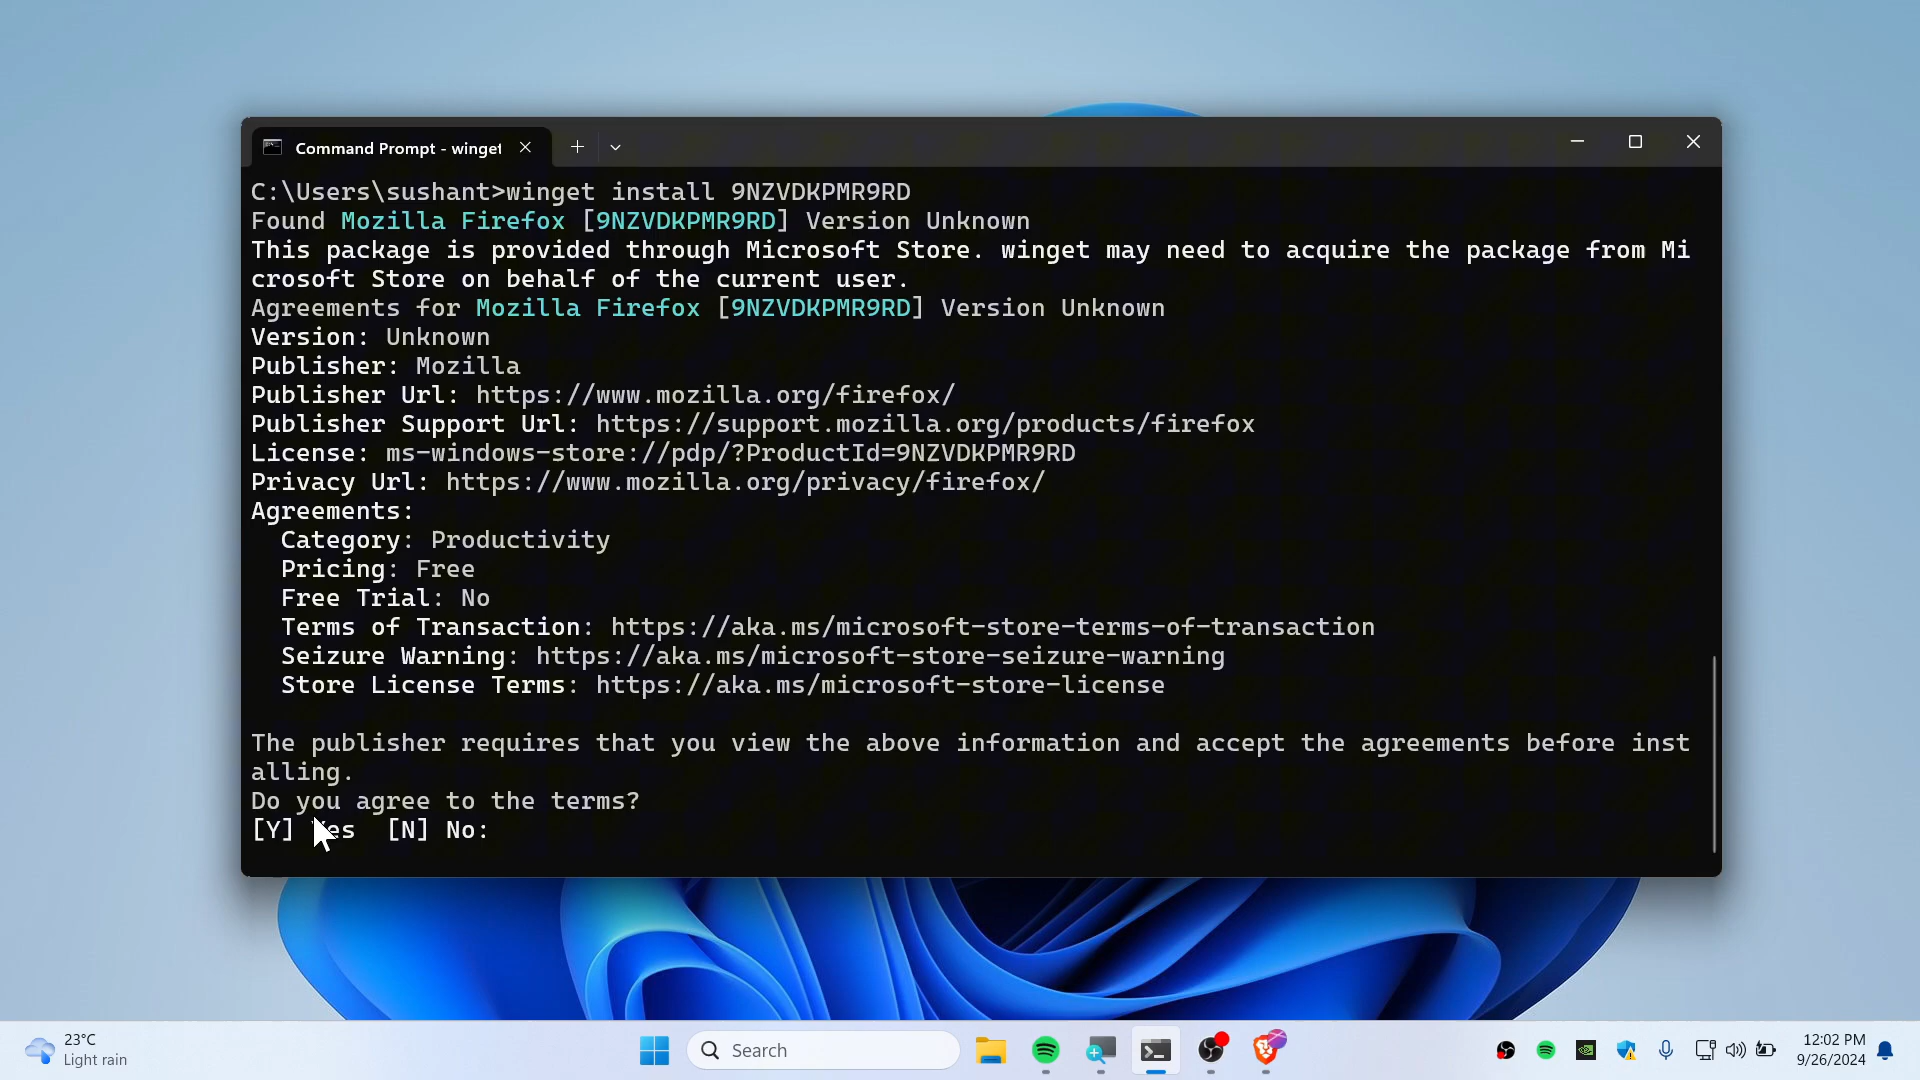 Command Prompt - winget
C:\Users\sushant>winget install 9NZVDKPMR9RD
Found Mozilla Firefox [9NZVDKPMR9RD] Version Unknown
This package is provided through Microsoft Store. winget may need to acquire the package from Mi
crosoft Store on behalf of the current user.
Agreements for Mozilla Firefox [9NZVDKPMR9RD] Version Unknown
Version: Unknown
Publisher: Mozilla
Publisher Url: https://www.mozilla.org/firefox/
Publisher Support Url: https://support.mozilla.org/products/firefox
License: ms-windows-store://pdp/?ProductId=9NZVDKPMR9RD
Privacy Url: https://www.mozilla.org/privacy/firefox/
Agreements:
Category: Productivity
Pricing: Free
Free Trial: No
Terms of Transaction: https://aka.ms/microsoft-store-terms-of-transaction
Seizure Warning: https://aka.ms/microsoft-store-seizure-warning
Store License Terms: https://aka.ms/microsoft-store-license
The publisher requires that you view the above information and accept the agreements before inst
alling.
Do you agree to the terms?
[Y] Yes [N] No:
23°C
Light rain
Search
12:02 PM
9/26/2024